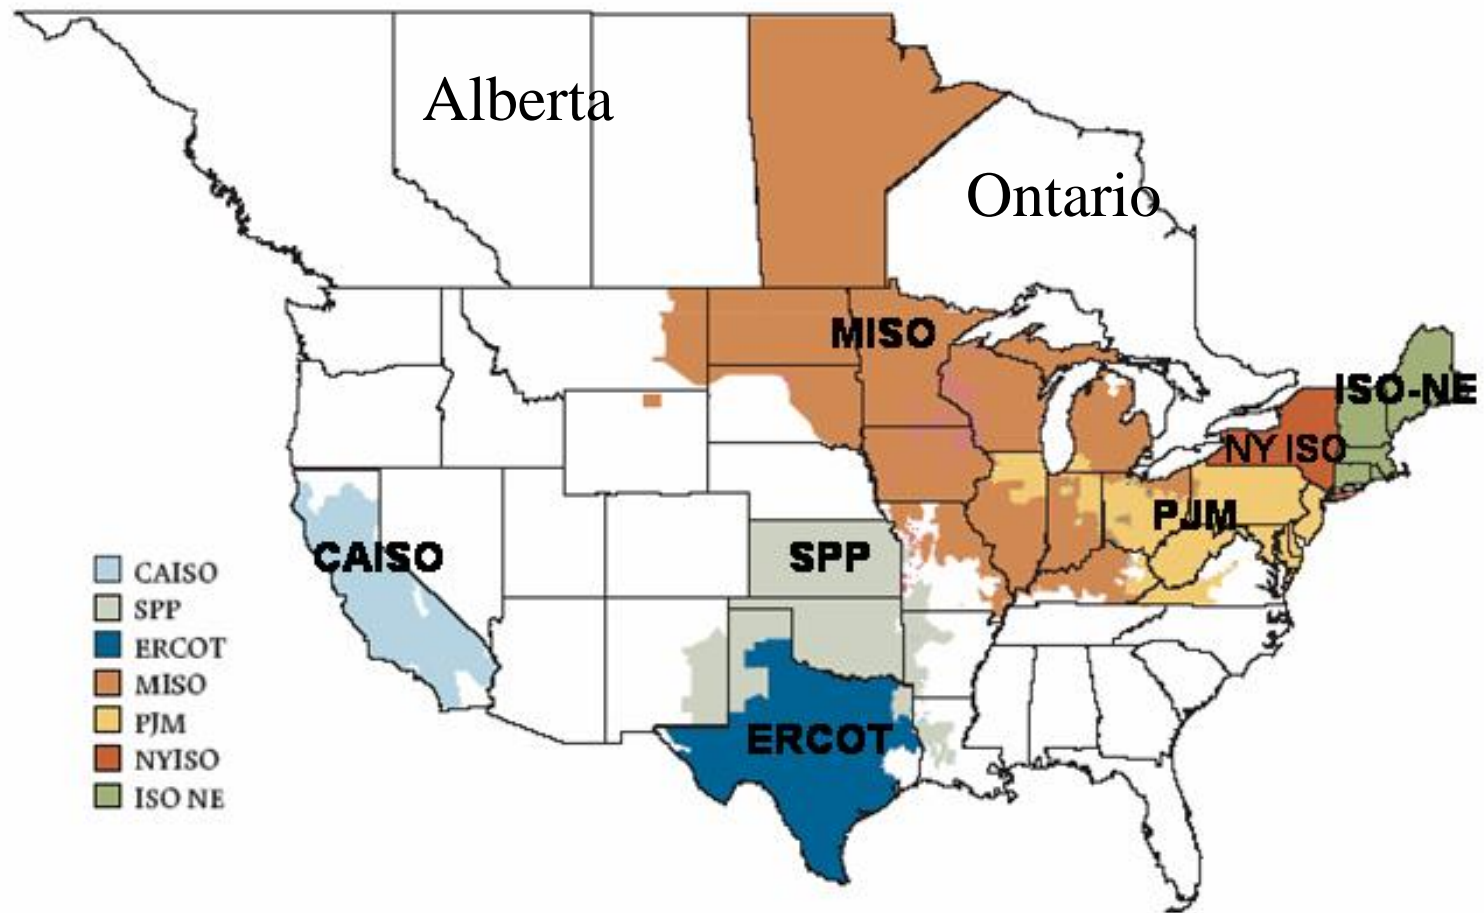 Alberta
Ontario
MISO
ISO-NE
NY ISO
PJM
CAISO
SPP
ERCOT
CAISO
SPP
ERCOT
MISO
PJM
NYISO
ISO NE